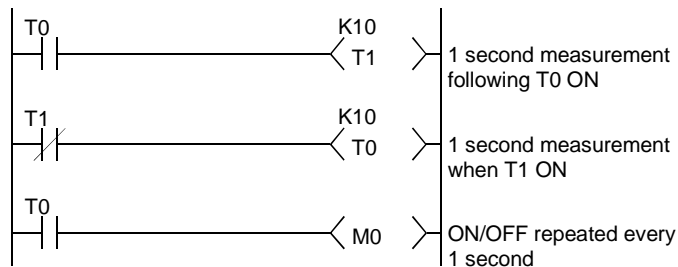 T0
K10
T1
1 second measurement
following T0 ON
T1
K10
T0
1 second measurement
when T1 ON
T0
M0
ON/OFF repeated every
1 second